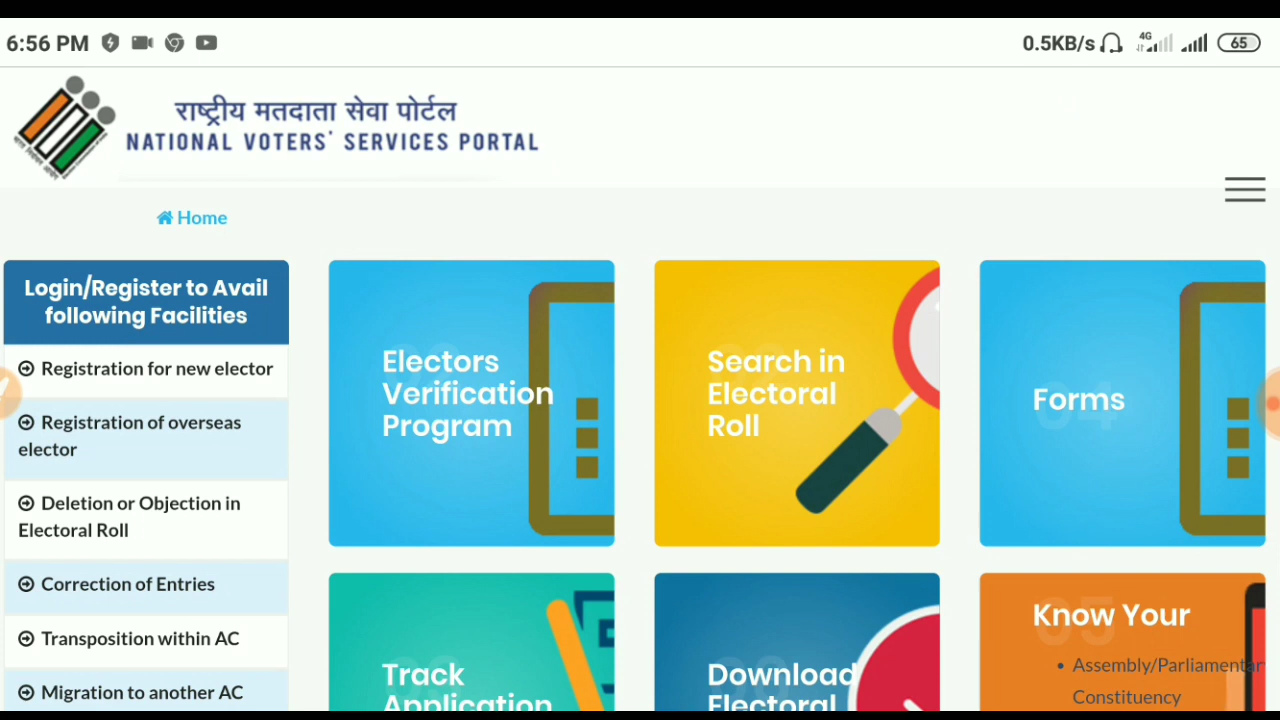 6:56 PM
0.5KB/s
4G
65
राष्ट्रीय मतदाता सेवा पोर्टल
NATIONAL VOTERS' SERVICES PORTAL
Home
Login/Register to Avail
following Facilities
Registration for new elector
Registration of overseas
elector
Deletion or Objection in
Electoral Roll
Correction of Entries
Transposition within AC
Migration to another AC
Electors
Verification
Program
Search in
Electoral
Roll
04
Forms
Track
Application
Download
Electoral
05
Know Your
• Assembly/Parliamentar
Constituency